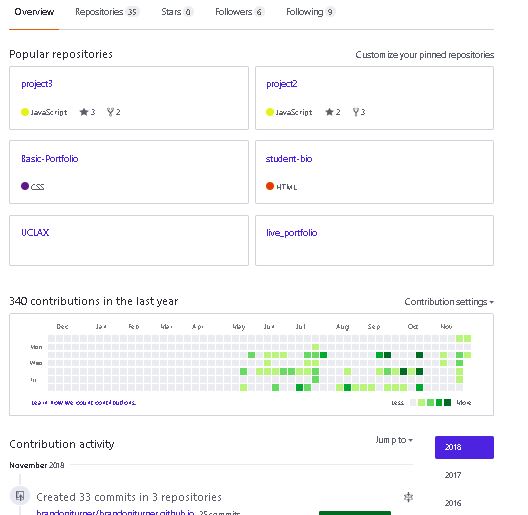 Overview Repositories 35 Stars 0 Followers 6 Following 9
Popular repositories Customize your pinned repositories
project3 project2
JavaScript 3 2 JavaScript 2 3
Basic-Portfolio student-bio
CSS HTML
UCLAX live_portfolio
340 contributions in the last year Contribution settings
Dec Jan Feb Mar Apr May Jun Jul Aug Sep Oct Nov
Mon
Wed
Fri
Learn how we count contributions. Less More
Contribution activity Jump to 2018
November 2018
2017
Created 33 commits in 3 repositories
2016
brandoniturner/brandoniturner.github.io 25 commits